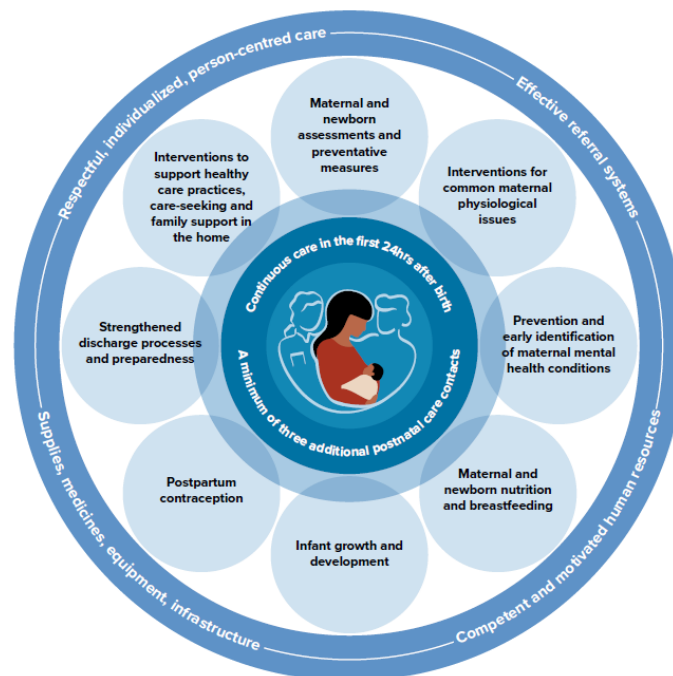 Respectful, individualized, person-centred care
Effective referral systems
Maternal and
newborn
assessments and
preventative
measures
Interventions to
support healthy
care practices,
care-seeking and
family support in
the home
Interventions for
common maternal
physiological
issues
Continuous care in the first 24hrs after birth
Strengthened
discharge processes
and preparedness
Prevention and
early identification
of maternal mental
health conditions
A minimum of three additional postnatal care contacts
Postpartum
contraception
Maternal and
newborn nutrition
and breastfeeding
Infant growth and
development
Supplies, medicines, equipment, infrastructure
Competent and motivated human resources